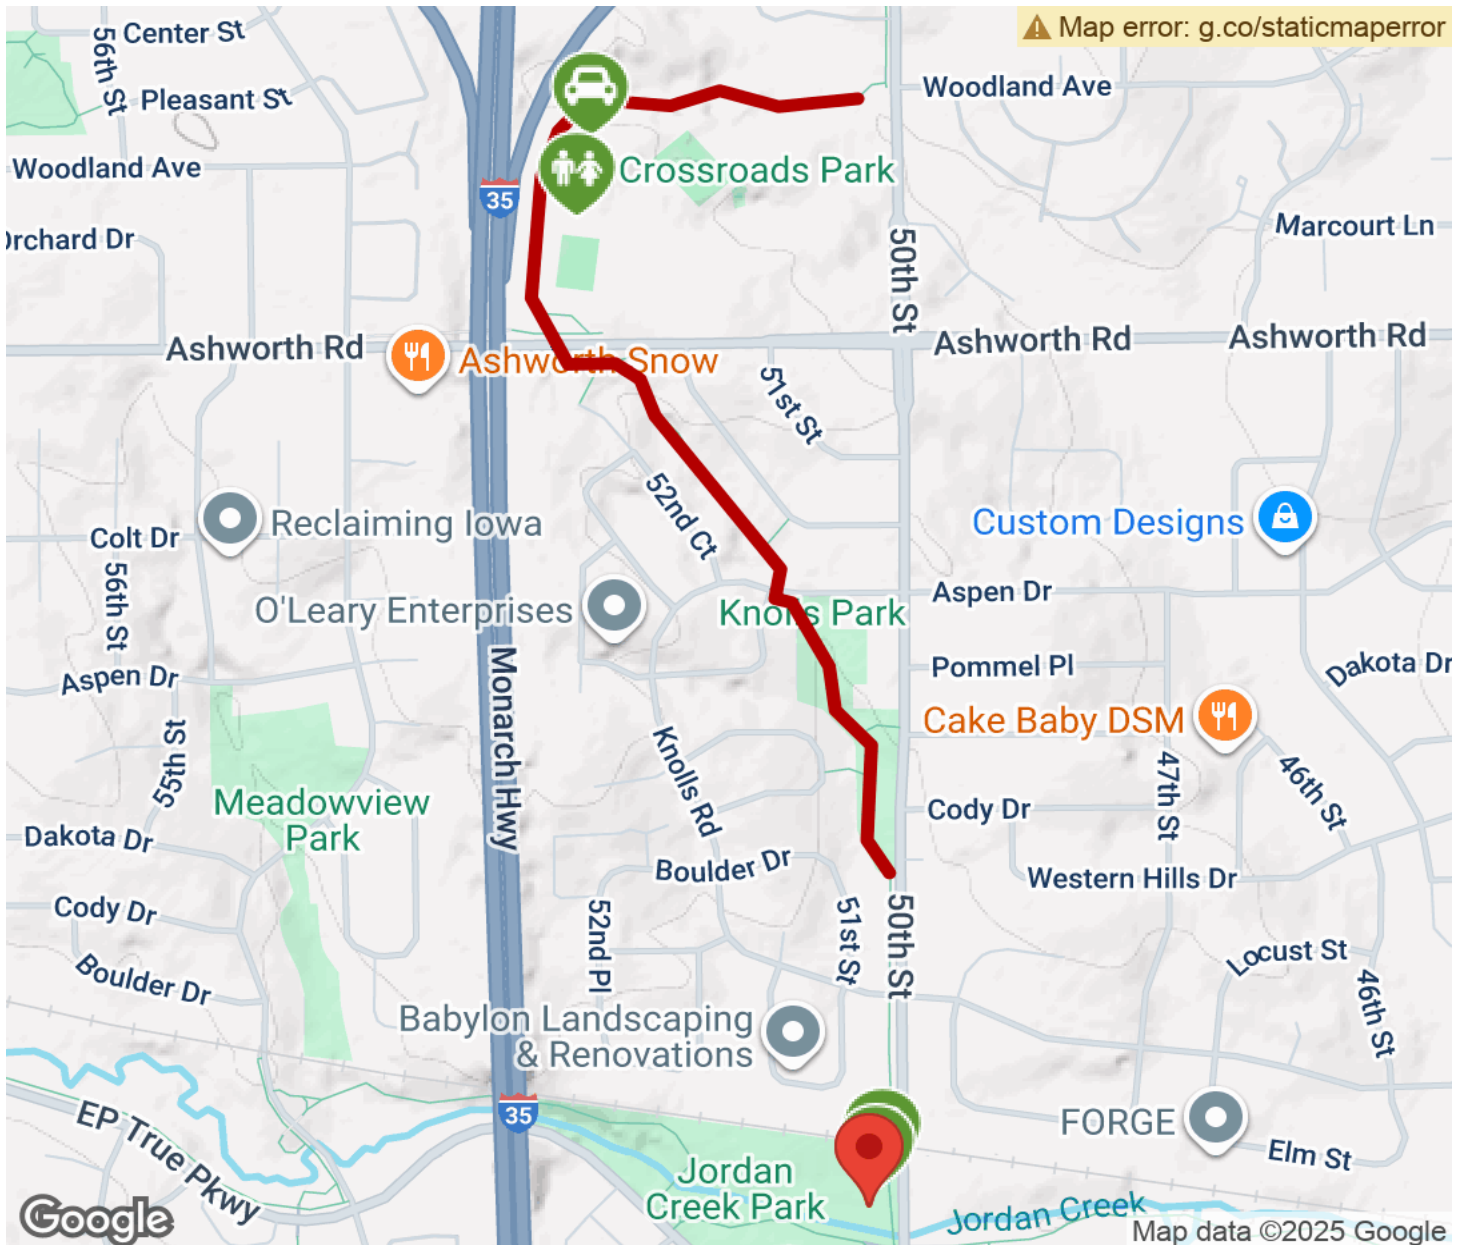 Map error: g.co/staticmaperror
Center St
56th St
Pleasant St
Woodland Ave
Woodland Ave
35
Crossroads Park
Orchard Dr
Marcourt Ln
50th St
Ashworth Rd
Ashworth Rd
Ashworth Rd
Ashworth Snow
51st St
52nd Ct
Reclaiming Iowa
Colt Dr
Custom Designs
56th St
O'Leary Enterprises
Aspen Dr
Knolls Park
Pommel Pl
Dakota Dr
Aspen Dr
Monarch Hwy
55th St
Cake Baby DSM
Knolls Rd
47th St
46th St
Meadowview
Park
Cody Dr
Dakota Dr
Boulder Dr
Western Hills Dr
Cody Dr
52nd Pl
51st St
50th St
Locust St
Boulder Dr
46th St
Babylon Landscaping
& Renovations
35
EP True Pkwy
FORGE
Elm St
Jordan
Creek Park
Jordan Creek
Google
Map data ©2025 Google